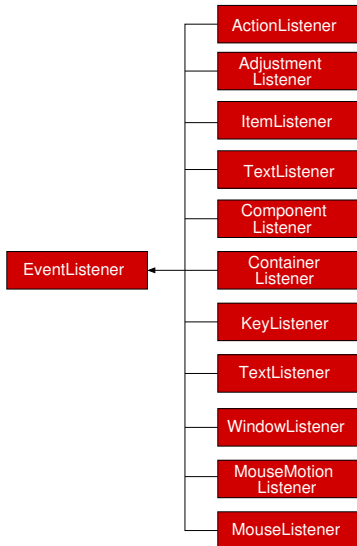 ActionListener
Adjustment
Listener
ItemListener
TextListener
Component
Listener
EventListener
Container
Listener
KeyListener
TextListener
WindowListener
MouseMotion
Listener
MouseListener